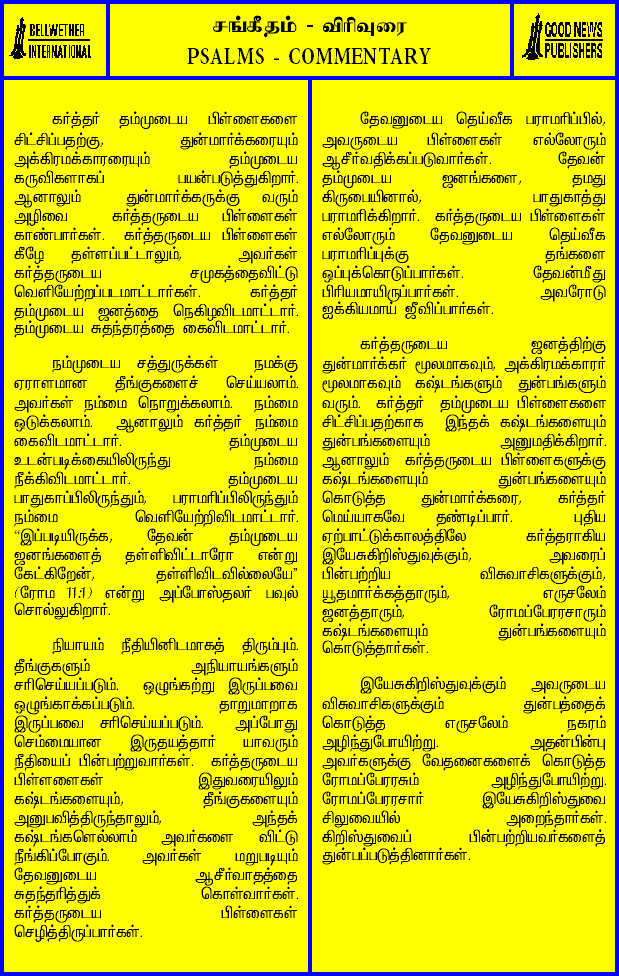 BELLWETHER
INTERNATIONAL
சங்கீதம் - விரிவுரை
PSALMS - COMMENTARY
GOOD NEWS
PUBLISHERS
கர்த்தர் தம்முடைய பிள்ளைகளை
சிட்சிப்பதற்கு, துன்மார்க்கரையும்
அக்கிரமக்காரரையும் தம்முடைய
கருவிகளாகப் பயன்படுத்துகிறார்.
ஆனாலும் துன்மார்க்கருக்கு வரும்
அழிவை கர்த்தருடைய பிள்ளைகள்
காண்பார்கள். கர்த்தருடைய பிள்ளைகள்
கீழே தள்ளப்பட்டாலும், அவர்கள்
கர்த்தருடைய சமுகத்தைவிட்டு
வெளியேற்றப்படமாட்டார்கள். கர்த்தர்
தம்முடைய ஜனத்தை நெகிழவிடமாட்டார்.
தம்முடைய சுதந்தரத்தை கைவிடமாட்டார்.
நம்முடைய சத்துருக்கள் நமக்கு
ஏராளமான தீங்குகளைச் செய்யலாம்.
அவர்கள் நம்மை நொறுக்கலாம். நம்மை
ஒடுக்கலாம். ஆனாலும் கர்த்தர் நம்மை
கைவிடமாட்டார். தம்முடைய
உடன்படிக்கையிலிருந்து நம்மை
நீக்கிவிடமாட்டார். தம்முடைய
பாதுகாப்பிலிருந்தும், பராமரிப்பிலிருந்தும்
நம்மை வெளியேற்றிவிடமாட்டார்.
"இப்படியிருக்க, தேவன் தம்முடைய
ஜனங்களைத் தள்ளிவிட்டாரோ என்று
கேட்கிறேன், தள்ளிவிடவில்லையே"
(ரோம 11:1) என்று அப்போஸ்தலர் பவுல்
சொல்லுகிறார்.
நியாயம் நீதியினிடமாகத் திரும்பும்.
தீங்குகளும் அநியாயங்களும்
சரிசெய்யப்படும். ஒழுங்கற்று இருப்பவை
ஒழுங்காக்கப்படும். தாறுமாறாக
இருப்பவை சரிசெய்யப்படும். அப்போது
செம்மையான இருதயத்தார் யாவரும்
நீதியைப் பின்பற்றுவார்கள். கர்த்தருடைய
பிள்ளைகள் இதுவரையிலும்
கஷ்டங்களையும், தீங்குகளையும்
அனுபவித்திருந்தாலும், அந்தக்
கஷ்டங்களெல்லாம் அவர்களை விட்டு
நீங்கிப்போகும். அவர்கள் மறுபடியும்
தேவனுடைய ஆசீர்வாதத்தை
சுதந்தரித்துக் கொள்வார்கள்.
கர்த்தருடைய பிள்ளைகள்
செழித்திருப்பார்கள்.
தேவனுடைய தெய்வீக பராமரிப்பில்,
அவருடைய பிள்ளைகள் எல்லோரும்
ஆசீர்வதிக்கப்படுவார்கள். தேவன்
தம்முடைய ஜனங்களை, தமது
கிருபையினால், பாதுகாத்து
பராமரிக்கிறார். கர்த்தருடைய பிள்ளைகள்
எல்லோரும் தேவனுடைய தெய்வீக
பராமரிப்புக்கு தங்களை
ஒப்புக்கொடுப்பார்கள். தேவன்மீது
பிரியமாயிருப்பார்கள். அவரோடு
ஐக்கியமாய் ஜீவிப்பார்கள்.
கர்த்தருடைய ஜனத்திற்கு
துன்மார்க்கர் மூலமாகவும், அக்கிரமக்காரர்
மூலமாகவும் கஷ்டங்களும் துன்பங்களும்
வரும். கர்த்தர் தம்முடைய பிள்ளைகளை
சிட்சிப்பதற்காக இந்தக் கஷ்டங்களையும்
துன்பங்களையும் அனுமதிக்கிறார்.
ஆனாலும் கர்த்தருடைய பிள்ளைகளுக்கு
கஷ்டங்களையும் துன்பங்களையும்
கொடுத்த துன்மார்க்கரை, கர்த்தர்
மெய்யாகவே தண்டிப்பார். புதிய
ஏற்பாட்டுக்காலத்திலே கர்த்தராகிய
இயேசுகிறிஸ்துவுக்கும், அவரைப்
பின்பற்றிய விசுவாசிகளுக்கும்,
யூதமார்க்கத்தாரும், எருசலேம்
ஜனத்தாரும், ரோமப்பேரரசாரும்
கஷ்டங்களையும் துன்பங்களையும்
கொடுத்தார்கள்.
இயேசுகிறிஸ்துவுக்கும் அவருடைய
விசுவாசிகளுக்கும் துன்பத்தைக்
கொடுத்த எருசலேம் நகரம்
அழிந்துபோயிற்று. அதன்பின்பு
அவர்களுக்கு வேதனைகளைக் கொடுத்த
ரோமப்பேரரசும் அழிந்துபோயிற்று.
ரோமப்பேரரசார் இயேசுகிறிஸ்துவை
சிலுவையில் அறைந்தார்கள்.
கிறிஸ்துவைப் பின்பற்றியவர்களைத்
துன்பப்படுத்தினார்கள்.